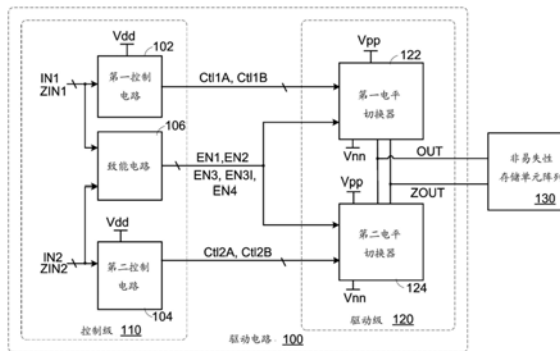 Vdd
102
IN1
ZIN1
第一控制
电路
Ctl1A, Ctl1B
Vpp
122
第一电平
切换器
Vnn
106
致能电路
EN1,EN2
EN3, EN3I,
EN4
OUT
ZOUT
非易失性
存储单元阵列
130
Vdd
IN2
ZIN2
第二控制
电路
104
Ctl2A, Ctl2B
Vpp
第二电平
切换器
Vnn
124
控制级 110
驱动级 120
驱动电路 100